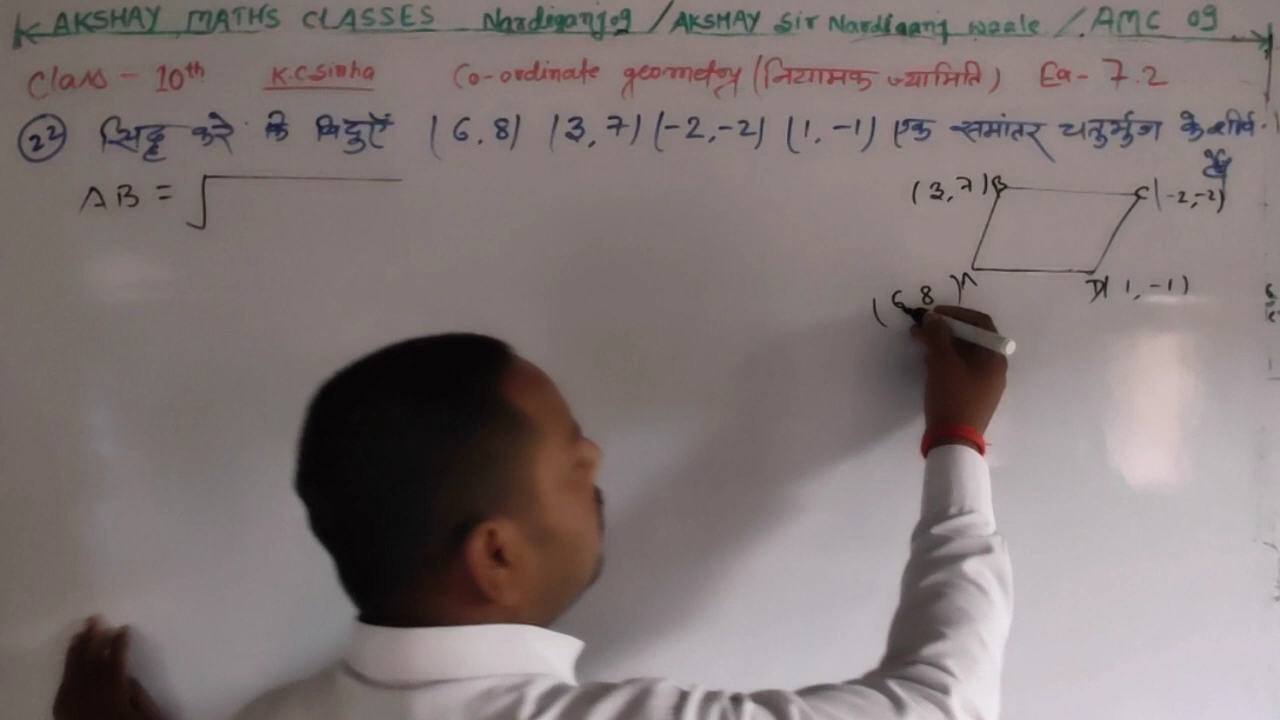 AKSHAY MATHS CLASSES Nardiganj 09 / AKSHAY Sir Nardigang waale / AMC 09
Class - 10th K.C.Sinha Co-ordinate geometry (नियामक ज्यामिति) Ex- 7.2
22 सिद्ध करे कि बिंदुएँ (6,8) (3,7) (-2,-2) (1,-1) एक समांतर चतुर्भुज के शीर्ष
है
AB = √
(3,7)B C(-2,-2)
(6 8)A D(1,-1)